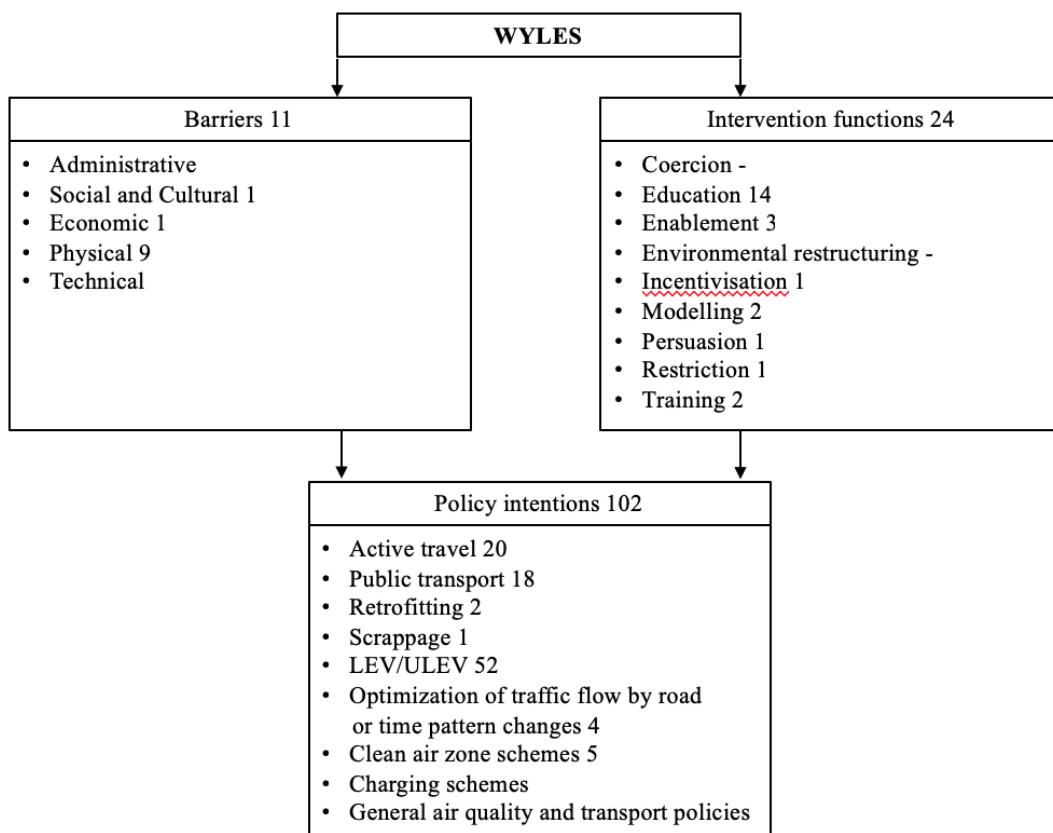 WYLES
Barriers 11
• Administrative
• Social and Cultural 1
• Economic 1
• Physical 9
• Technical
Intervention functions 24
• Coercion -
• Education 14
• Enablement 3
• Environmental restructuring -
• Incentivisation 1
• Modelling 2
• Persuasion 1
• Restriction 1
• Training 2
Policy intentions 102
• Active travel 20
• Public transport 18
• Retrofitting 2
• Scrappage 1
• LEV/ULEV 52
• Optimization of traffic flow by road
or time pattern changes 4
• Clean air zone schemes 5
• Charging schemes
• General air quality and transport policies